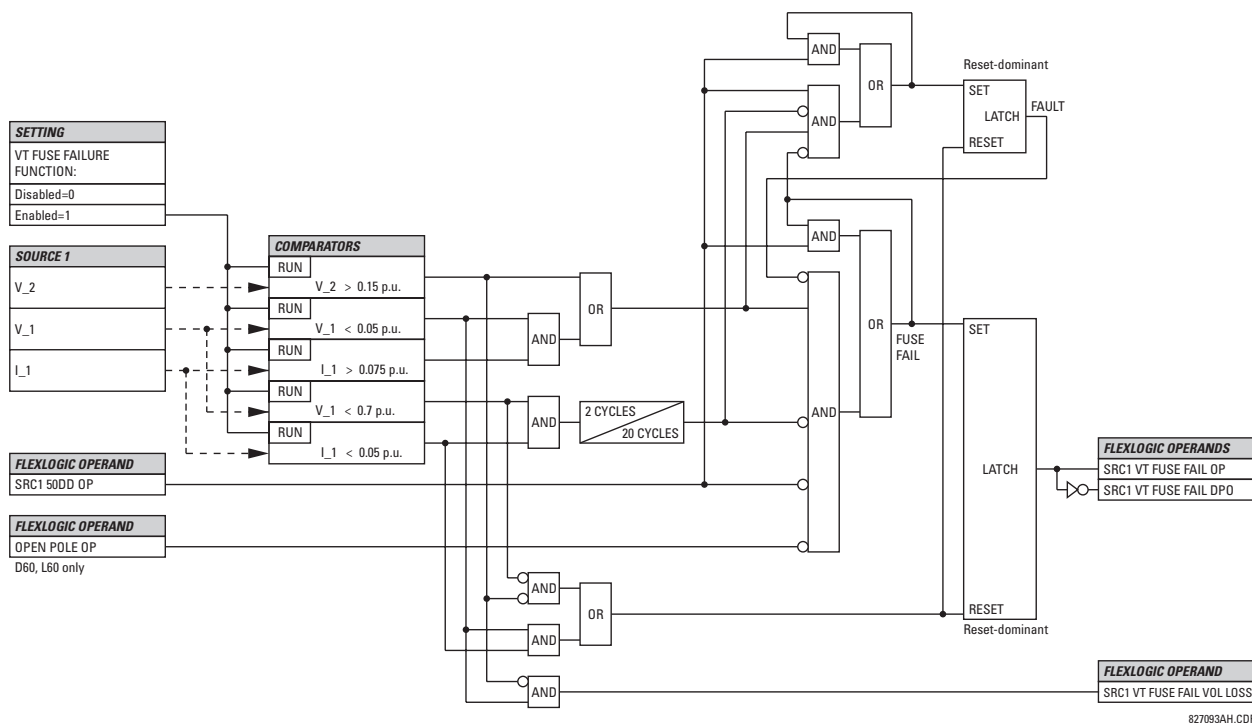 SETTING
VT FUSE FAILURE
FUNCTION:
Disabled=0
Enabled=1
SOURCE 1
V_2
V_1
I_1
FLEXLOGIC OPERAND
SRC1 50DD OP
FLEXLOGIC OPERAND
OPEN POLE OP
D60, L60 only
COMPARATORS
RUN
V_2 > 0.15 p.u.
RUN
V_1 < 0.05 p.u.
RUN
I_1 > 0.075 p.u.
RUN
V_1 < 0.7 p.u.
RUN
I_1 < 0.05 p.u.
AND
OR
AND
2 CYCLES
20 CYCLES
AND
OR
AND
AND
AND
OR
AND
AND
OR
AND
FUSE
FAIL
Reset-dominant
SET
LATCH
RESET
FAULT
SET
LATCH
RESET
Reset-dominant
FLEXLOGIC OPERANDS
SRC1 VT FUSE FAIL OP
SRC1 VT FUSE FAIL DPO
FLEXLOGIC OPERAND
SRC1 VT FUSE FAIL VOL LOSS